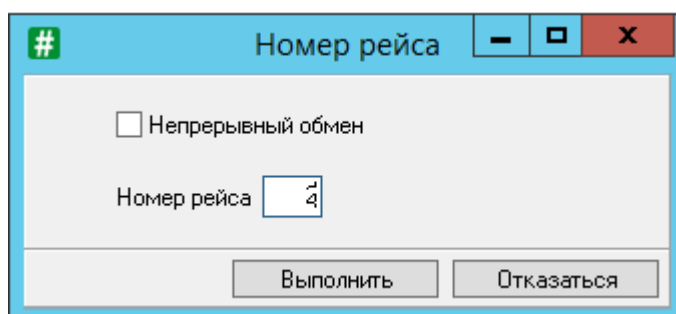 Номер рейса
Непрерывный обмен
Номер рейса
Выполнить
Отказаться